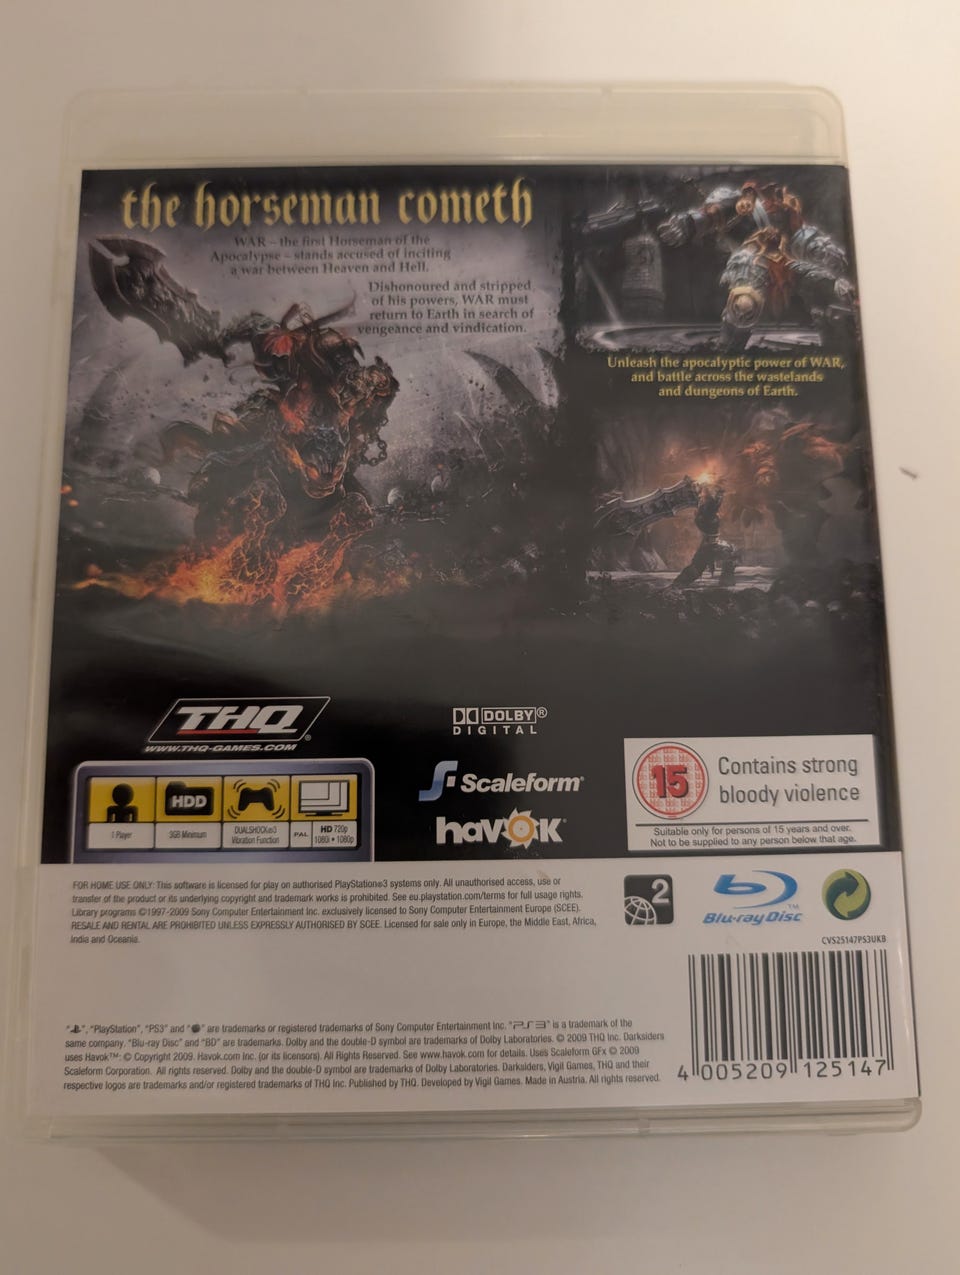 the horseman cometh
WAR – the first Horseman of the
Apocalypse – stands accused of inciting
a war between Heaven and Hell.
Dishonoured and stripped
of his powers, WAR must
return to Earth in search of
vengeance and vindication.
Unleash the apocalyptic power of WAR,
and battle across the wastelands
and dungeons of Earth.
THQ®
WWW.THQ-GAMES.COM
DOLBY®
DIGITAL
Scaleform®
havok®
1 Player
HDD
3GB Minimum
DUALSHOCK®3
Vibration Function
PAL
HD 720p
1080i • 1080p
15
Contains strong
bloody violence
Suitable only for persons of 15 years and over.
Not to be supplied to any person below that age.
FOR HOME USE ONLY: This software is licensed for play on authorised PlayStation®3 systems only. All unauthorised access, use or
transfer of the product or its underlying copyright and trademark works is prohibited. See eu.playstation.com/terms for full usage rights.
Library programs ©1997-2009 Sony Computer Entertainment Inc. exclusively licensed to Sony Computer Entertainment Europe (SCEE).
RESALE AND RENTAL ARE PROHIBITED UNLESS EXPRESSLY AUTHORISED BY SCEE. Licensed for sale only in Europe, the Middle East, Africa,
India and Oceania.
2
Blu-ray Disc™
CVS25147PS3UKB
"", "PlayStation", "PS3" and "" are trademarks or registered trademarks of Sony Computer Entertainment Inc. "PS3" is a trademark of the
same company. "Blu-ray Disc" and "BD" are trademarks. Dolby and the double-D symbol are trademarks of Dolby Laboratories. © 2009 THQ Inc. Darksiders
uses Havok™: © Copyright 2009. Havok.com Inc. (or its licensors). All Rights Reserved. See www.havok.com for details. Uses Scaleform GFx © 2009
Scaleform Corporation. All rights reserved. Dolby and the double-D symbol are trademarks of Dolby Laboratories. Darksiders, Vigil Games, THQ and their
respective logos are trademarks and/or registered trademarks of THQ Inc. Published by THQ. Developed by Vigil Games. Made in Austria. All rights reserved.
4 005209 125147